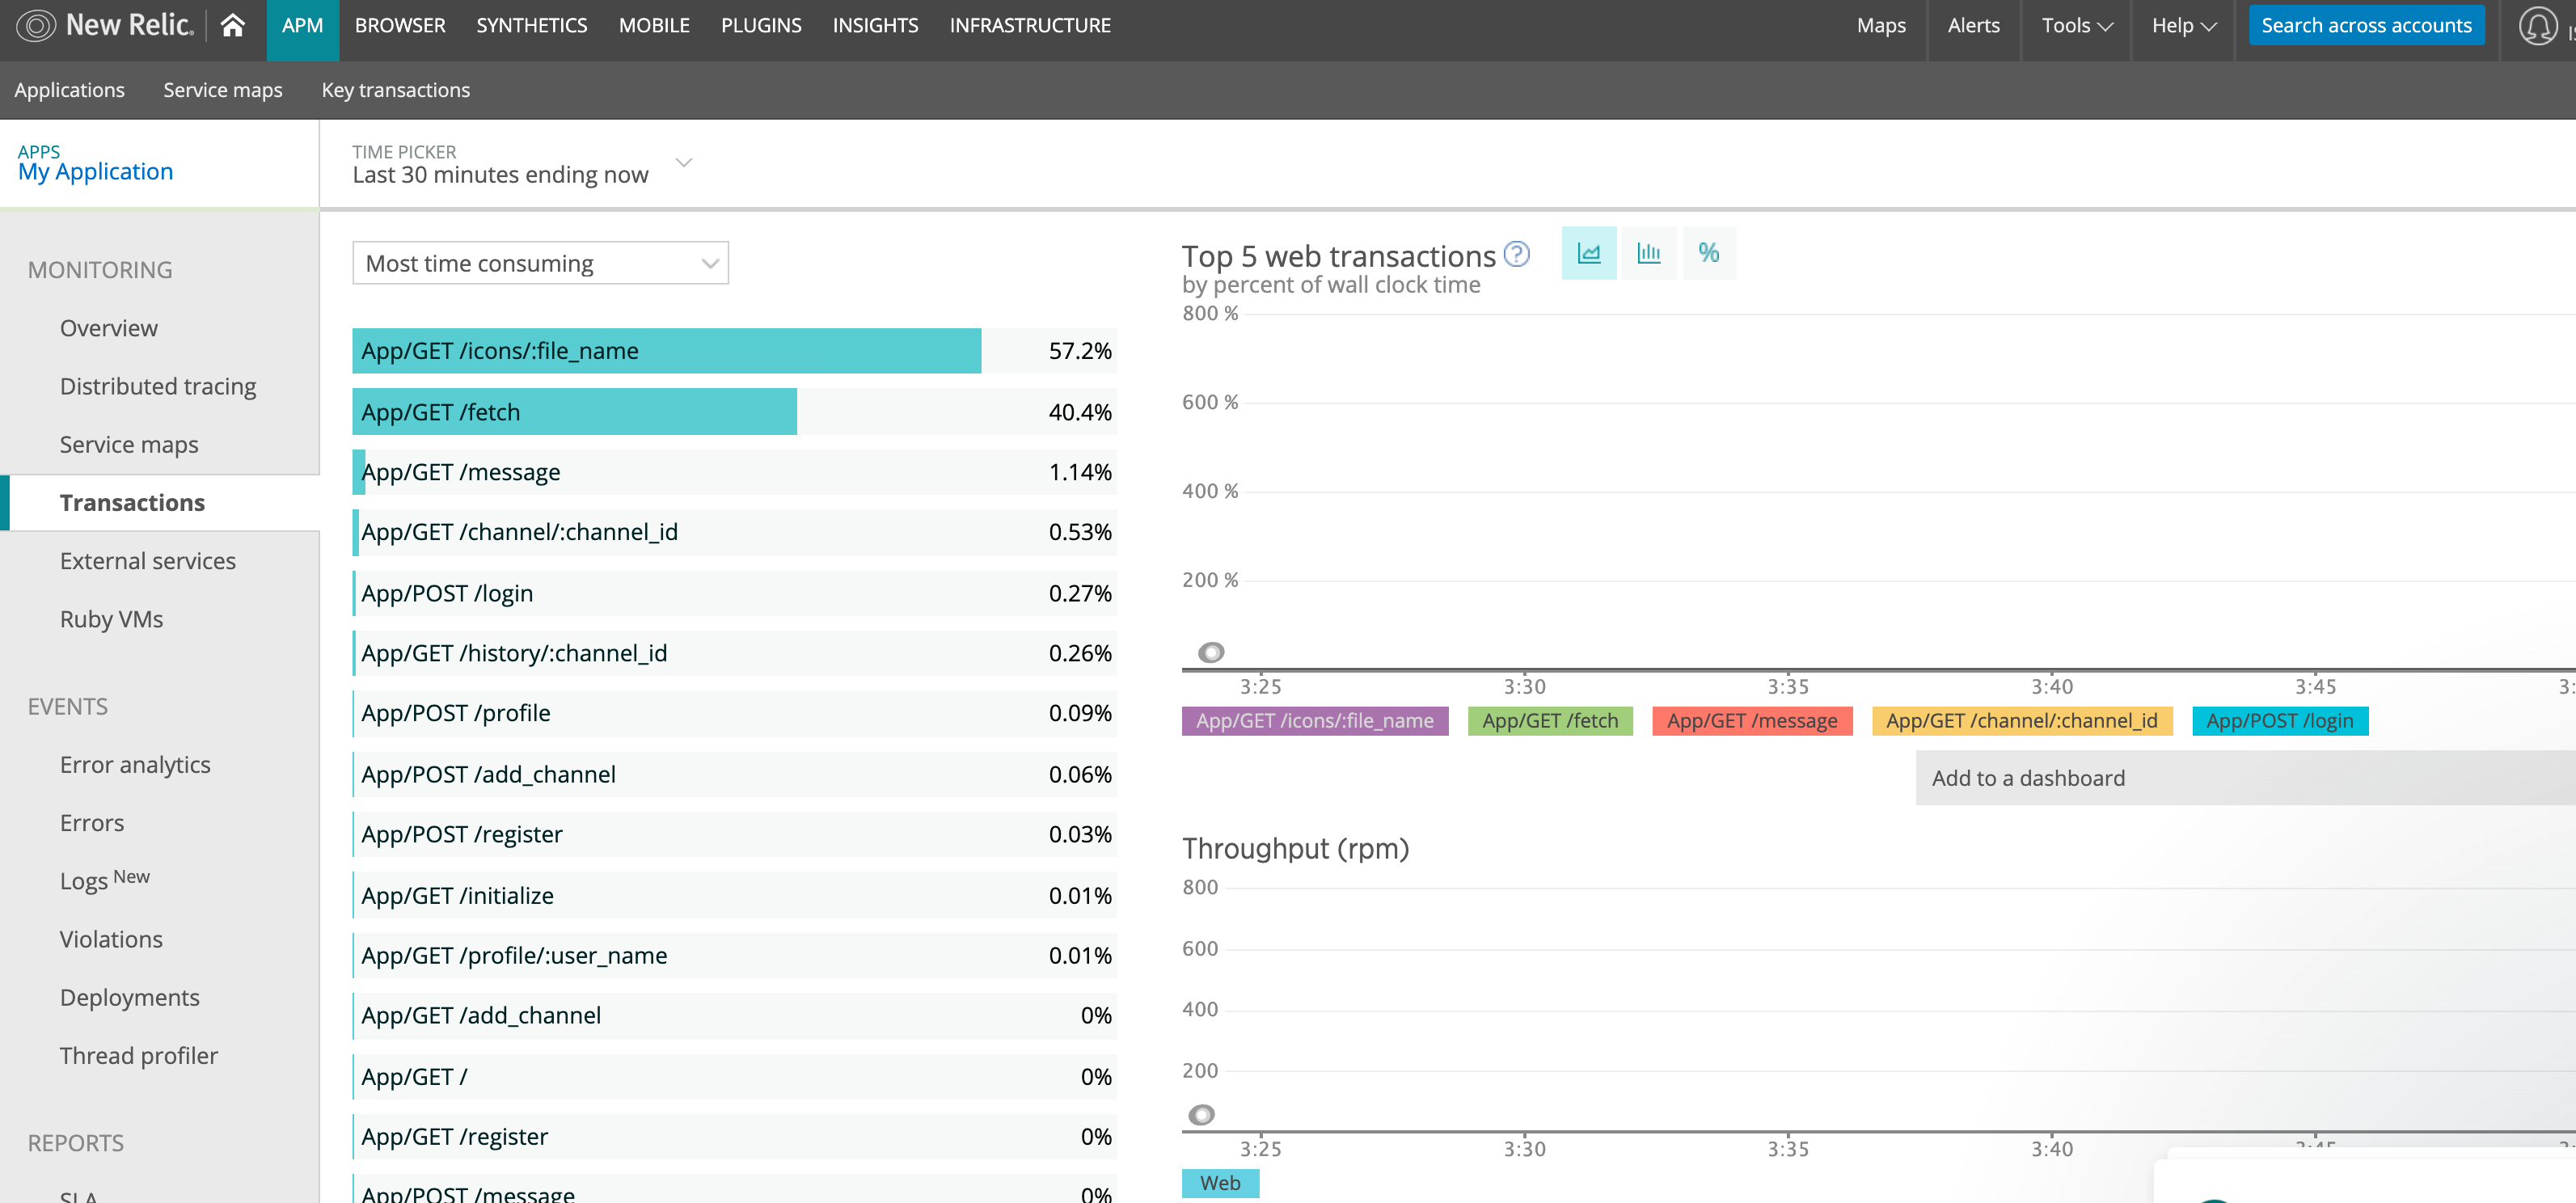 New Relic. APM BROWSER SYNTHETICS MOBILE PLUGINS INSIGHTS INFRASTRUCTURE Maps Alerts Tools Help Search across accounts
Applications Service maps Key transactions
APPS
My Application
TIME PICKER
Last 30 minutes ending now
MONITORING
Overview
Distributed tracing
Service maps
Transactions
External services
Ruby VMs
EVENTS
Error analytics
Errors
Logs New
Violations
Deployments
Thread profiler
REPORTS
SLA
Most time consuming
App/GET /icons/:file_name 57.2%
App/GET /fetch 40.4%
App/GET /message 1.14%
App/GET /channel/:channel_id 0.53%
App/POST /login 0.27%
App/GET /history/:channel_id 0.26%
App/POST /profile 0.09%
App/POST /add_channel 0.06%
App/POST /register 0.03%
App/GET /initialize 0.01%
App/GET /profile/:user_name 0.01%
App/GET /add_channel 0%
App/GET / 0%
App/GET /register 0%
App/POST /message 0%
Top 5 web transactions ? %
by percent of wall clock time
800 %
600 %
400 %
200 %
3:25 3:30 3:35 3:40 3:45
App/GET /icons/:file_name App/GET /fetch App/GET /message App/GET /channel/:channel_id App/POST /login
Add to a dashboard
Throughput (rpm)
800
600
400
200
3:25 3:30 3:35 3:40 3:45
Web